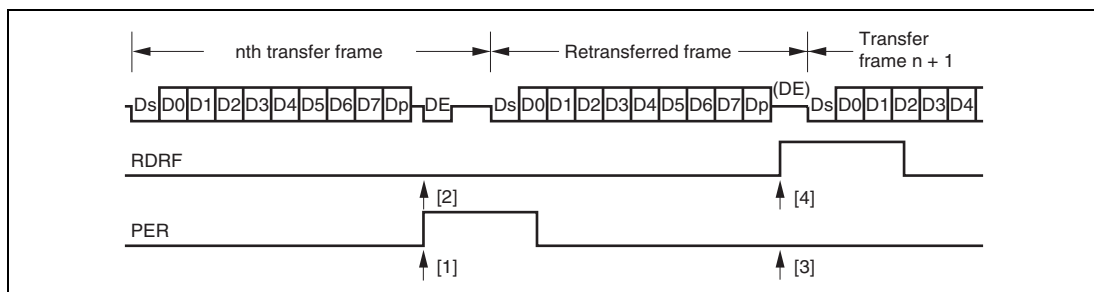 nth transfer frame
Retransferred frame
Transfer
frame n + 1
Ds D0 D1 D2 D3 D4 D5 D6 D7 Dp DE Ds D0 D1 D2 D3 D4 D5 D6 D7 Dp (DE) Ds D0 D1 D2 D3 D4
RDRF
[2] [4]
PER
[1] [3]